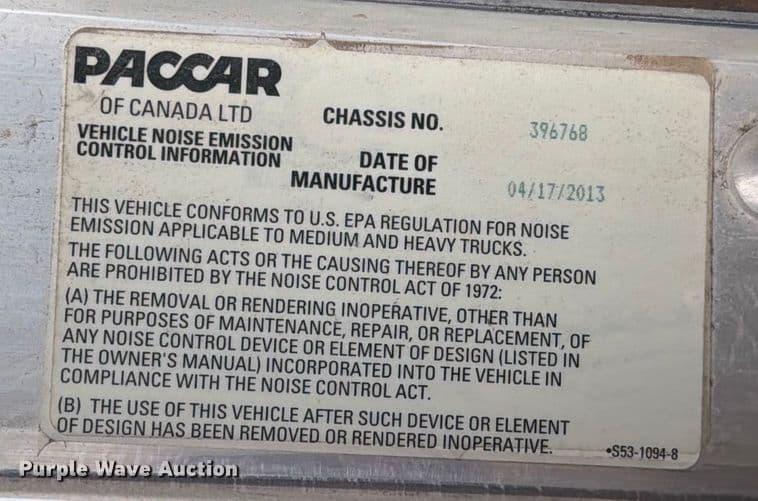 PACCAR
OF CANADA LTD
VEHICLE NOISE EMISSION
CONTROL INFORMATION
CHASSIS NO. 396768
DATE OF
MANUFACTURE 04/17/2013
THIS VEHICLE CONFORMS TO U.S. EPA REGULATION FOR NOISE
EMISSION APPLICABLE TO MEDIUM AND HEAVY TRUCKS.
THE FOLLOWING ACTS OR THE CAUSING THEREOF BY ANY PERSON
ARE PROHIBITED BY THE NOISE CONTROL ACT OF 1972:
(A) THE REMOVAL OR RENDERING INOPERATIVE, OTHER THAN
FOR PURPOSES OF MAINTENANCE, REPAIR, OR REPLACEMENT, OF
ANY NOISE CONTROL DEVICE OR ELEMENT OF DESIGN (LISTED IN
THE OWNER'S MANUAL) INCORPORATED INTO THE VEHICLE IN
COMPLIANCE WITH THE NOISE CONTROL ACT.
(B) THE USE OF THIS VEHICLE AFTER SUCH DEVICE OR ELEMENT
OF DESIGN HAS BEEN REMOVED OR RENDERED INOPERATIVE.
•S53-1094-8
Purple Wave Auction